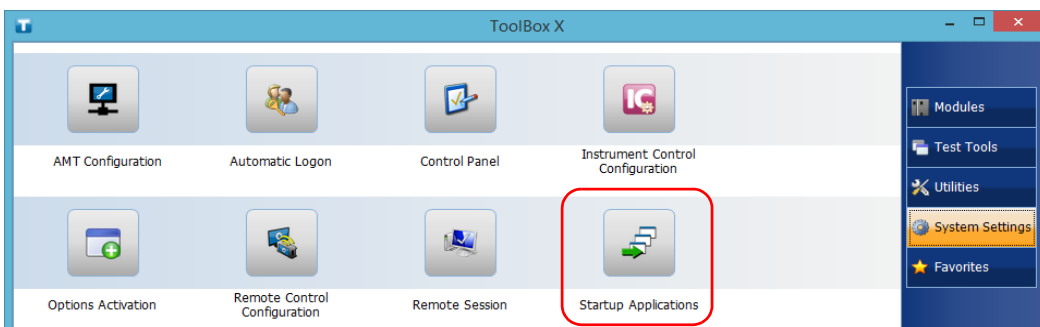 ToolBox X
AMT Configuration
Automatic Logon
Control Panel
Instrument Control
Configuration
Options Activation
Remote Control
Configuration
Remote Session
Startup Applications
Modules
Test Tools
Utilities
System Settings
Favorites